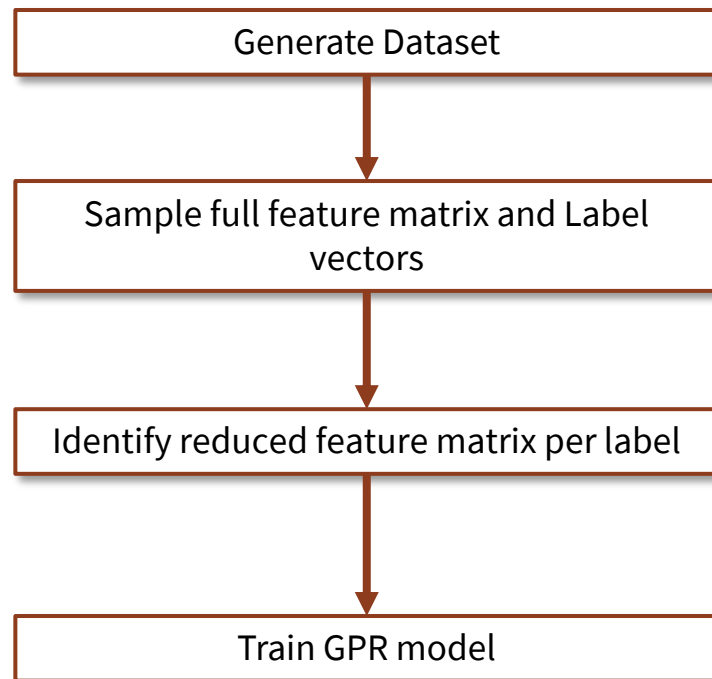 Generate Dataset
Sample full feature matrix and Label
vectors
Identify reduced feature matrix per label
Train GPR model